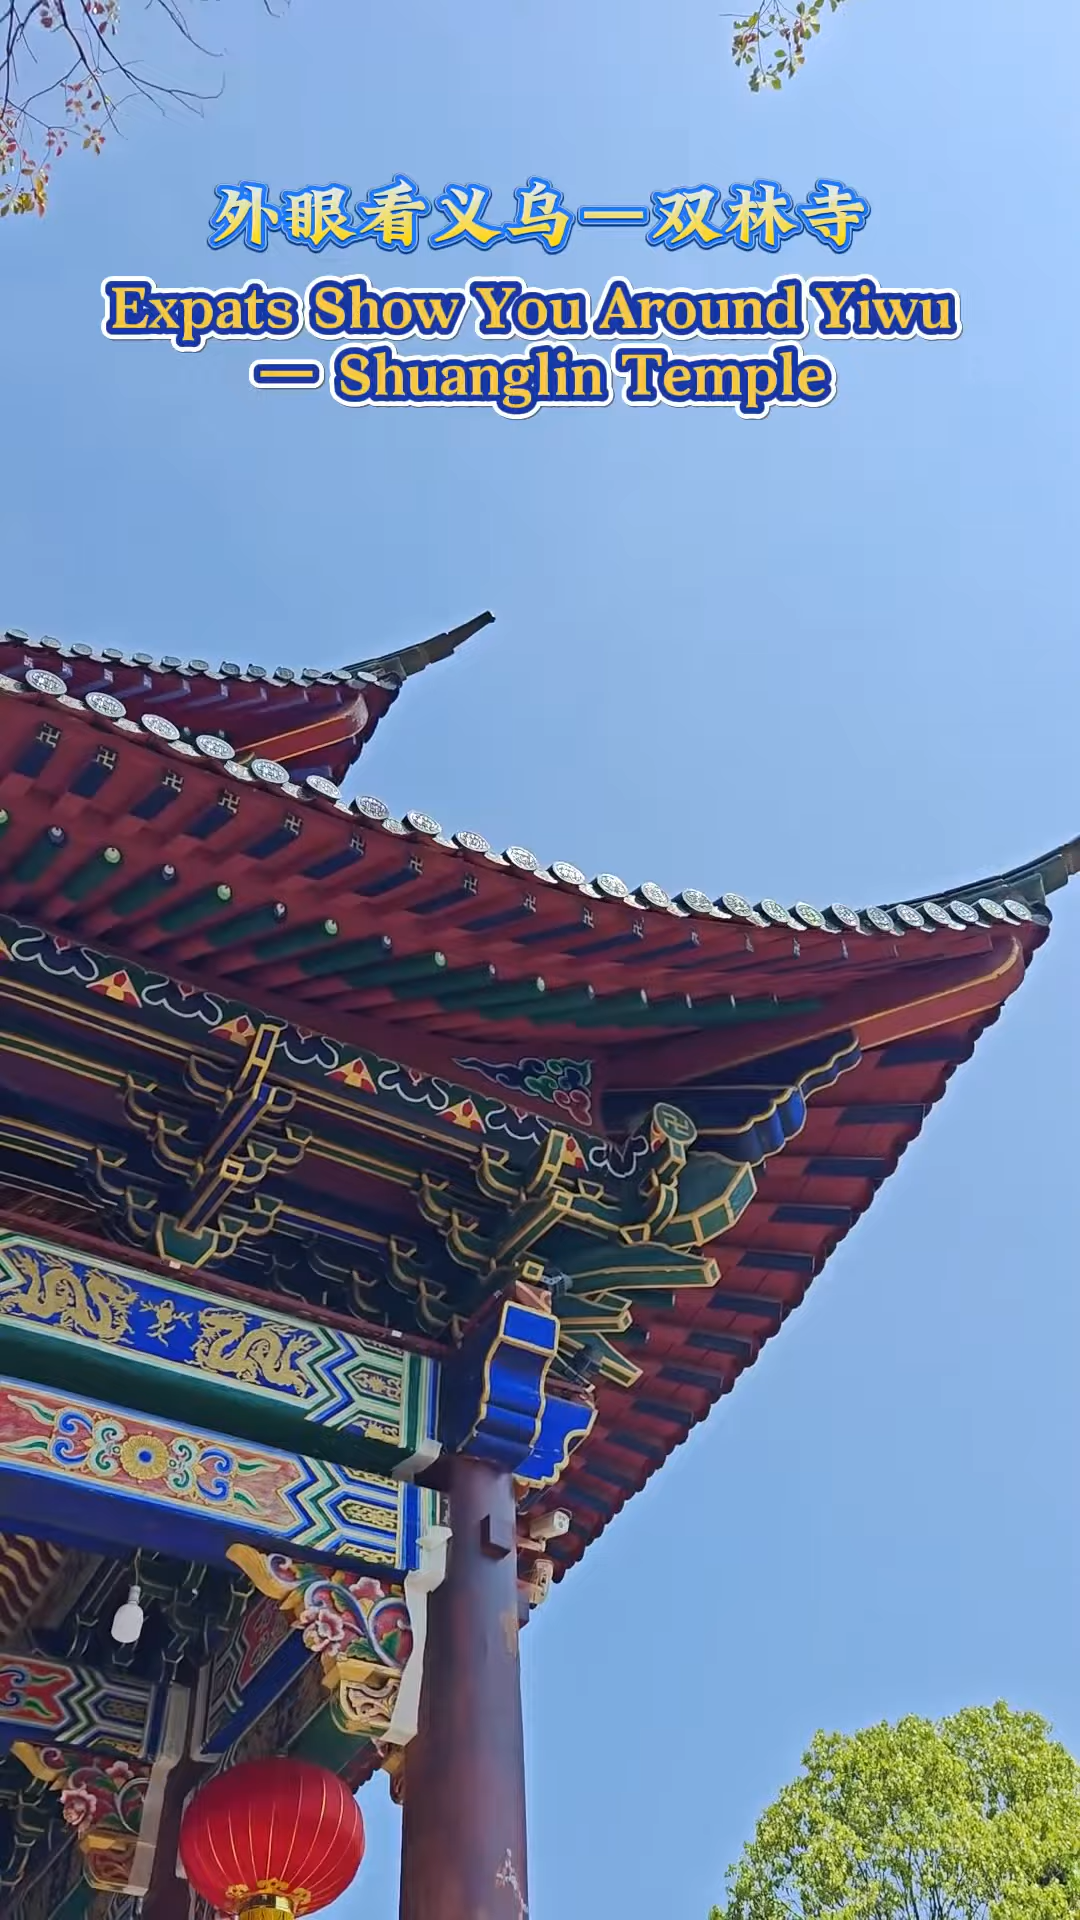 外眼看义乌—双林寺
Expats Show You Around Yiwu
— Shuanglin Temple